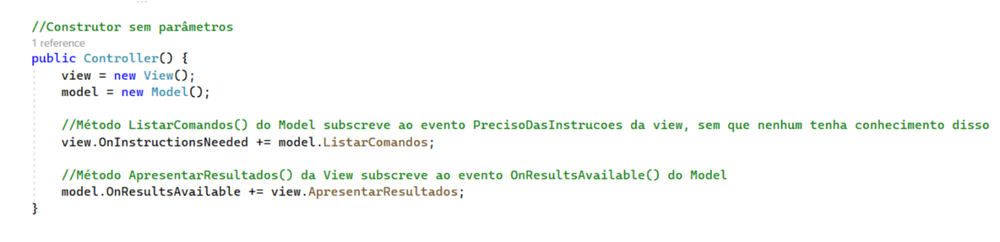 //Construtor sem parâmetros
1 reference
public Controller() {
view = new View();
model = new Model();
//Método ListarComandos() do Model subscreve ao evento PrecisoDasInstrucoes da view, sem que nenhum tenha conhecimento disso
view.OnInstructionsNeeded += model.ListarComandos;
//Método ApresentarResultados() da View subscreve ao evento OnResultsAvailable() do Model
model.OnResultsAvailable += view.ApresentarResultados;
}